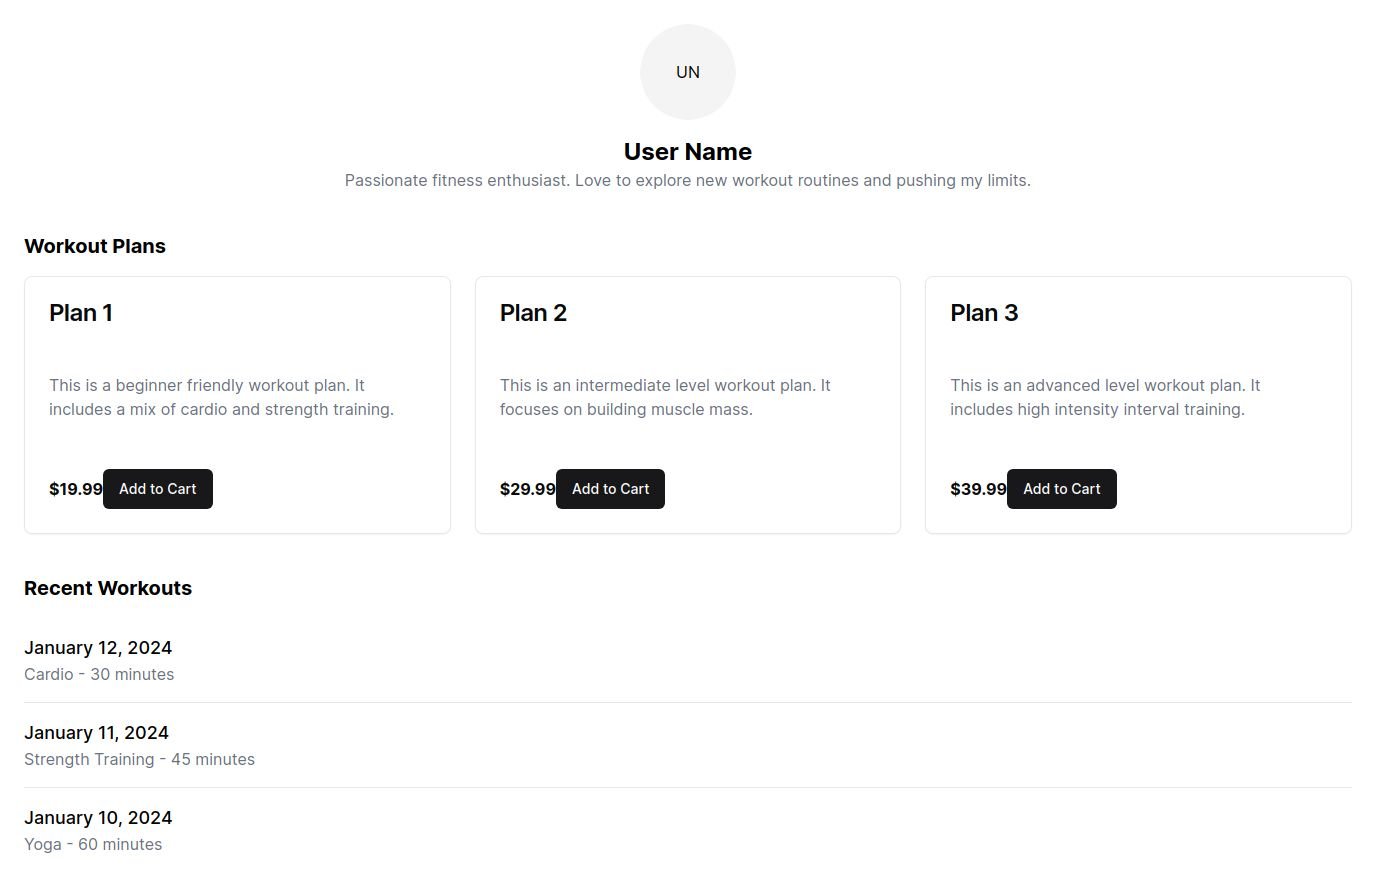 UN
User Name
Passionate fitness enthusiast. Love to explore new workout routines and pushing my limits.
Workout Plans
Plan 1
This is a beginner friendly workout plan. It
includes a mix of cardio and strength training.
$19.99 Add to Cart
Plan 2
This is an intermediate level workout plan. It
focuses on building muscle mass.
$29.99 Add to Cart
Plan 3
This is an advanced level workout plan. It
includes high intensity interval training.
$39.99 Add to Cart
Recent Workouts
January 12, 2024
Cardio - 30 minutes
January 11, 2024
Strength Training - 45 minutes
January 10, 2024
Yoga - 60 minutes